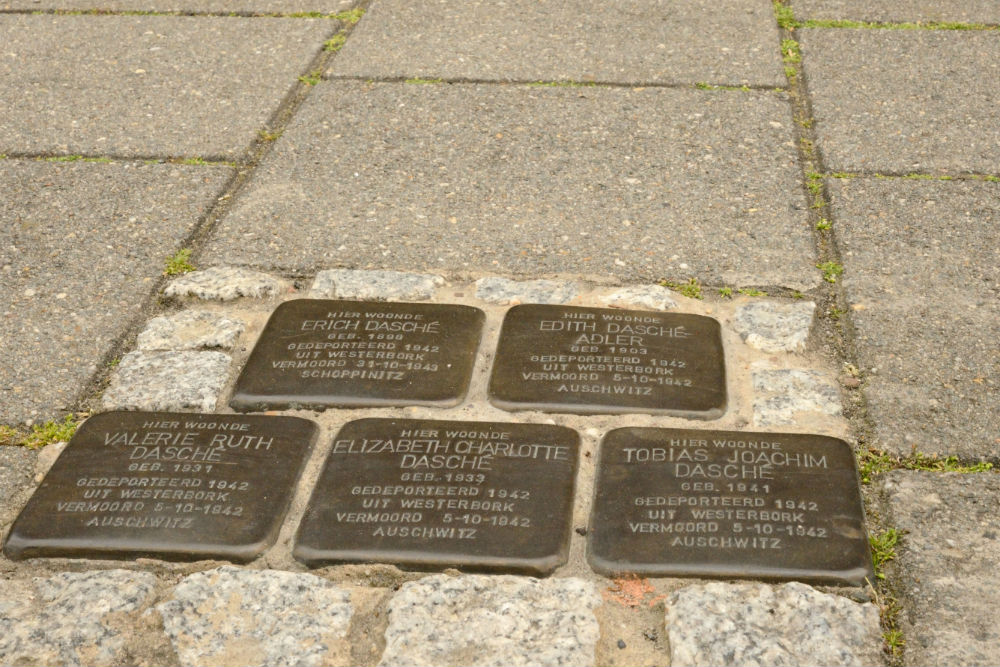 HIER WOONDE
ERICH DASCHÉ
GEB. 1898
GEDEPORTEERD 1942
UIT WESTERBORK
VERMOORD 31-10-1943
SCHOPPINITZ
HIER WOONDE
EDITH DASCHÉ-
ADLER
GEB. 1903
GEDEPORTEERD 1942
UIT WESTERBORK
VERMOORD 5-10-1942
AUSCHWITZ
HIER WOONDE
VALERIE RUTH
DASCHÉ
GEB. 1931
GEDEPORTEERD 1942
UIT WESTERBORK
VERMOORD 5-10-1942
AUSCHWITZ
HIER WOONDE
ELIZABETH CHARLOTTE
DASCHÉ
GEB. 1933
GEDEPORTEERD 1942
UIT WESTERBORK
VERMOORD 5-10-1942
AUSCHWITZ
HIER WOONDE
TOBIAS JOACHIM
DASCHÉ
GEB. 1941
GEDEPORTEERD 1942
UIT WESTERBORK
VERMOORD 5-10-1942
AUSCHWITZ